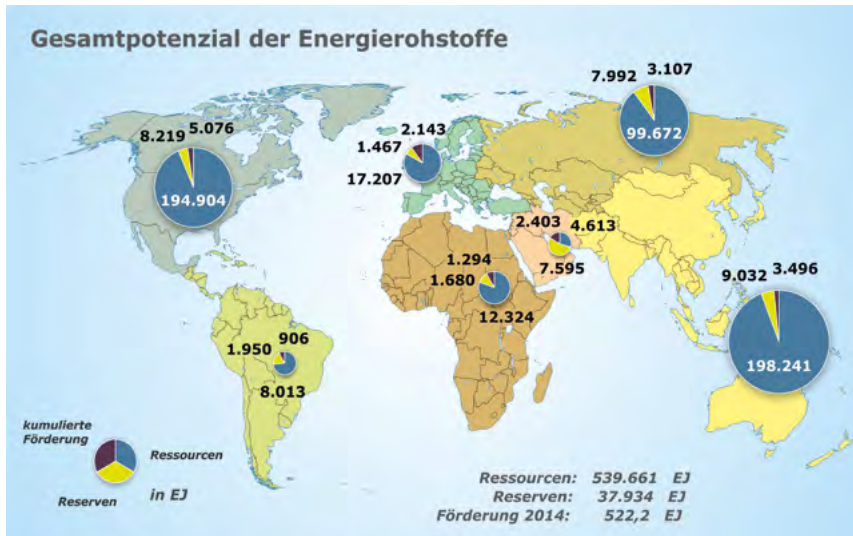 Gesamtpotenzial der Energierohstoffe
7.992 3.107
99.672
8.219 5.076
194.904
2.143
1.467
17.207
2.403 4.613
7.595
1.294
1.680
12.324
9.032 3.496
198.241
906
1.950
8.013
kumulierte
Förderung
Ressourcen
Reserven
in EJ
Ressourcen: 539.661 EJ
Reserven: 37.934 EJ
Förderung 2014: 522,2 EJ